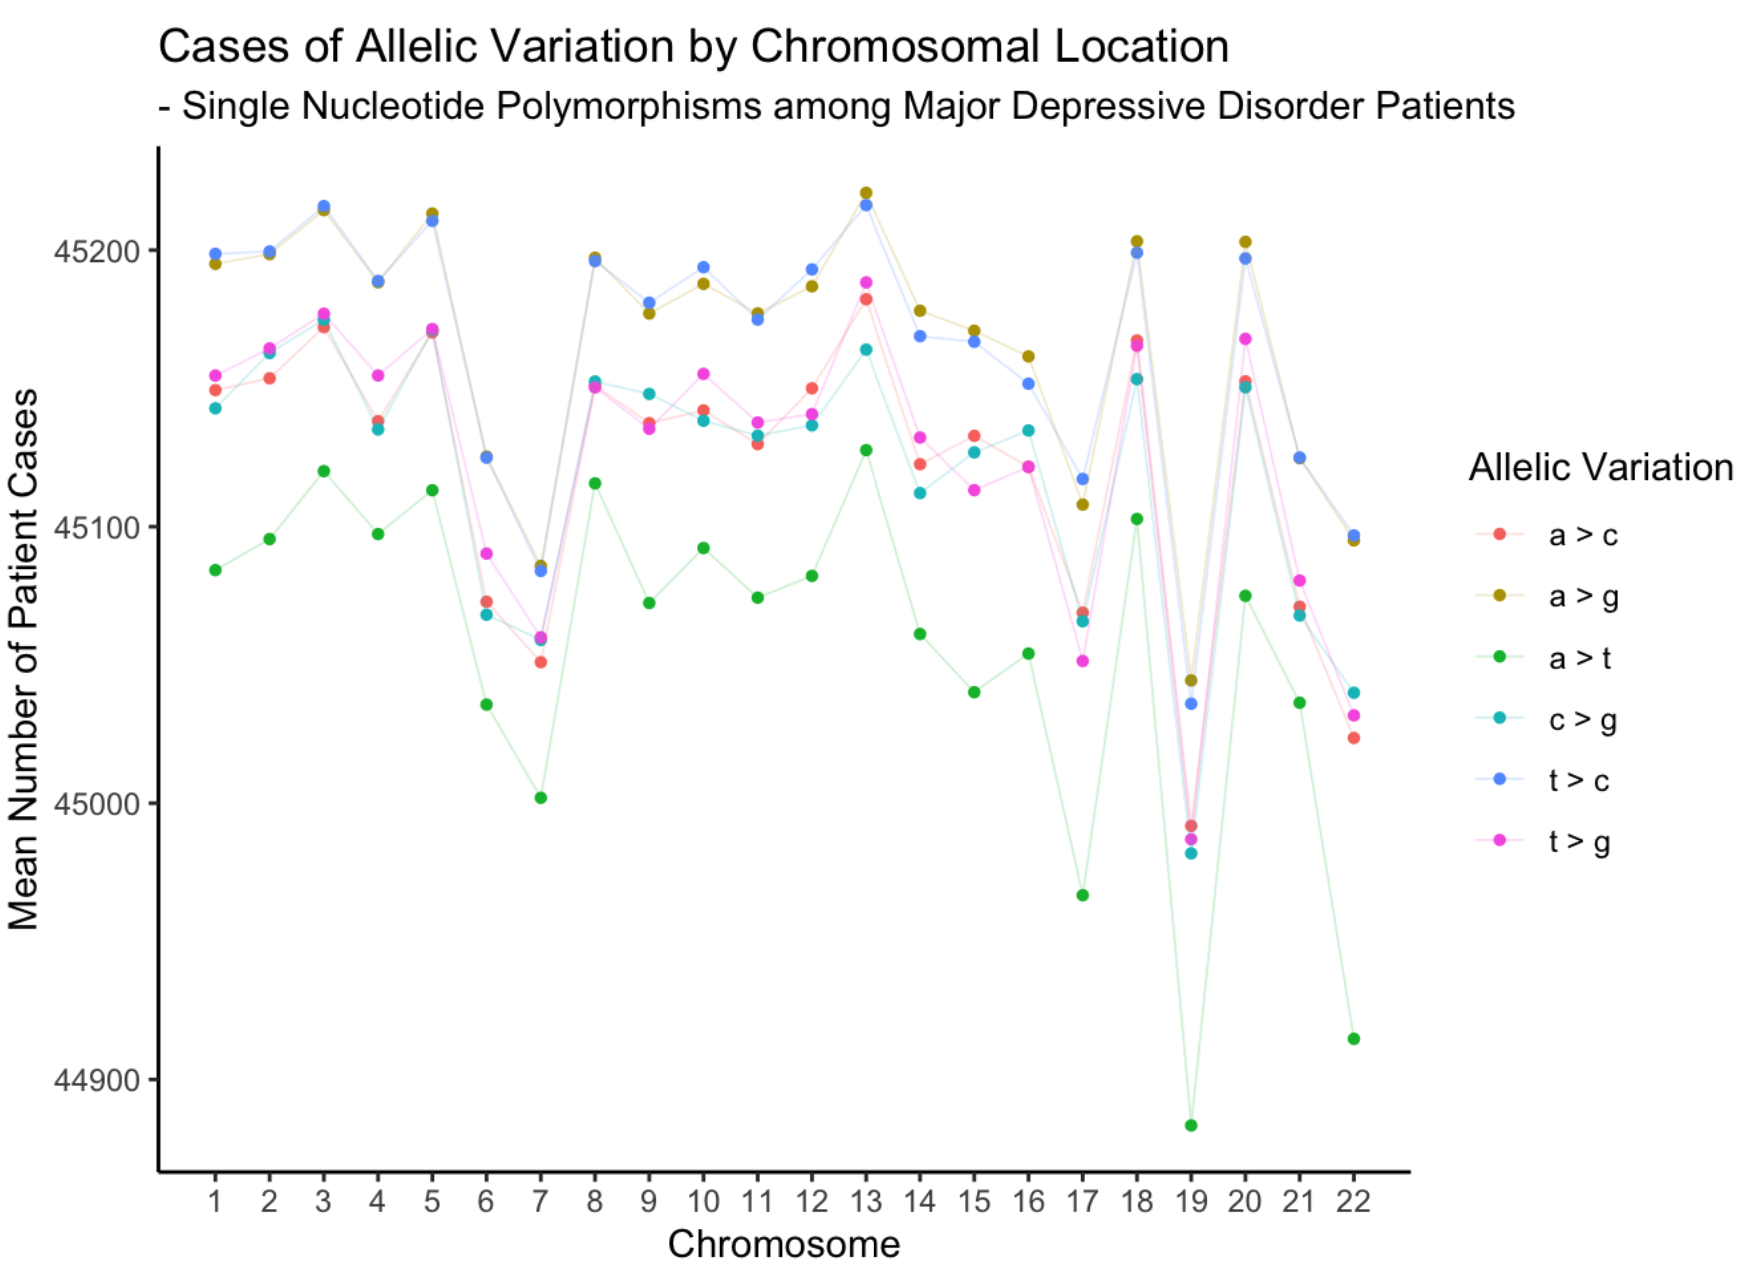 Cases of Allelic Variation by Chromosomal Location
- Single Nucleotide Polymorphisms among Major Depressive Disorder Patients
Mean Number of Patient Cases
45200
45100
45000
44900
1 2 3 4 5 6 7 8 9 10 11 12 13 14 15 16 17 18 19 20 21 22
Chromosome
Allelic Variation
a > c
a > g
a > t
c > g
t > c
t > g